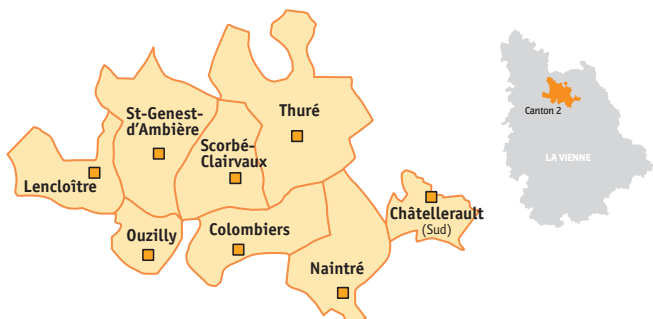 St-Genest-
d'Ambière
Thuré
Scorbé-
Clairvaux
Lencloître
Châtellerault
(Sud)
Ouzilly
Colombiers
Naintré
Canton 2
LA VIENNE